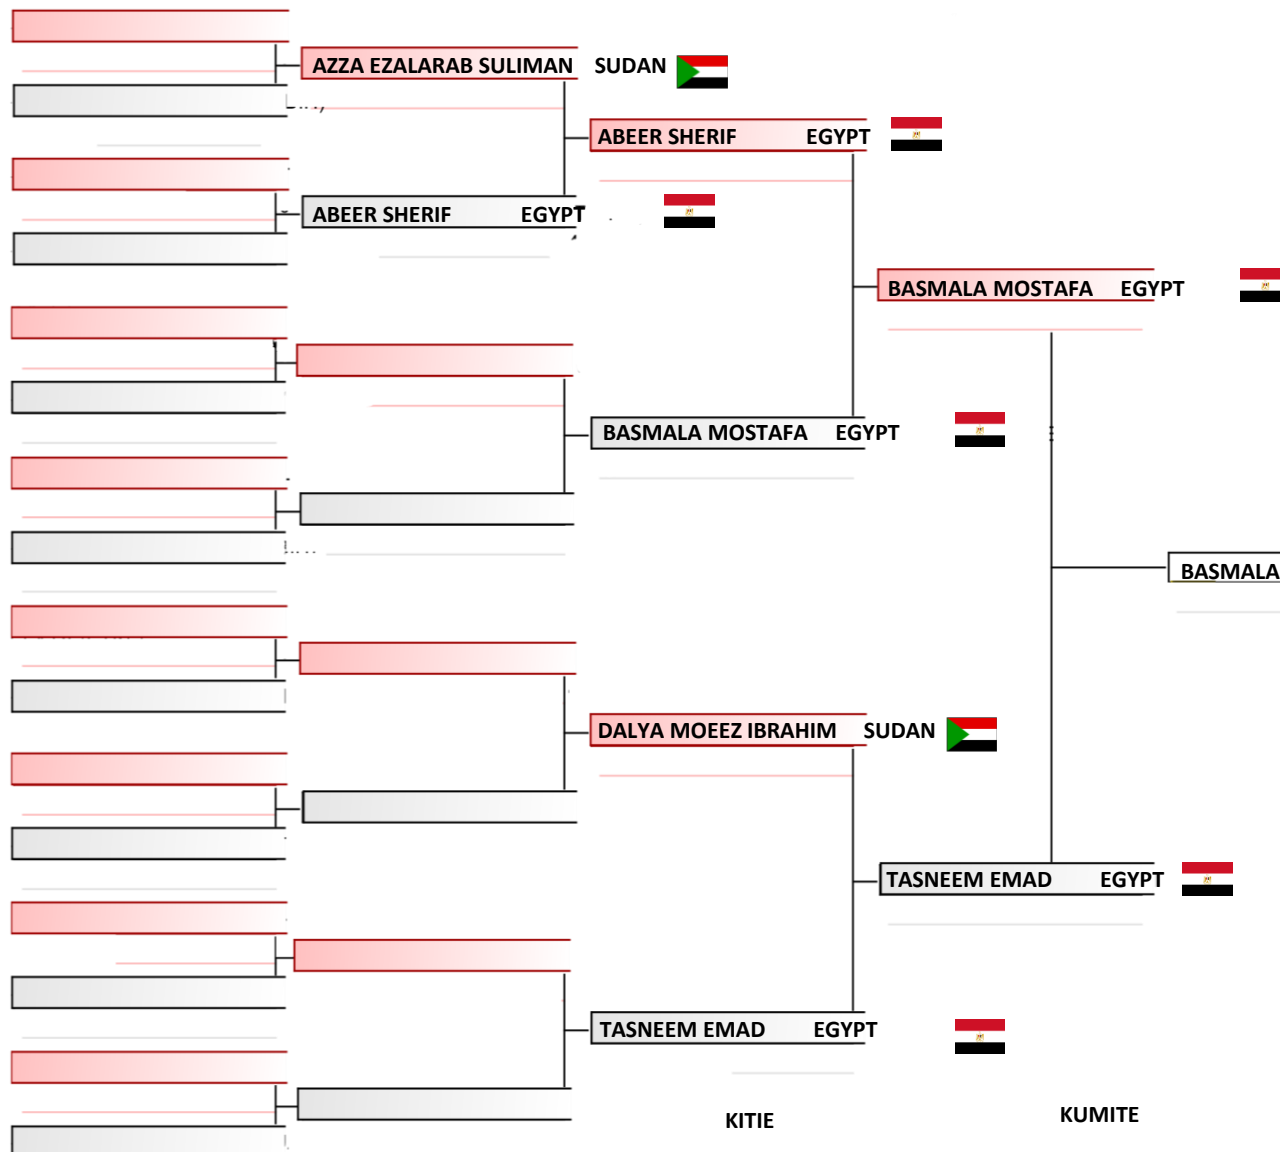 AZZA EZALARAB SULIMAN SUDAN
ABEER SHERIF EGYPT
ABEER SHERIF EGYPT
BASMALA MOSTAFA EGYPT
BASMALA MOSTAFA EGYPT
BASMALA
DALYA MOEEZ IBRAHIM SUDAN
TASNEEM EMAD EGYPT
TASNEEM EMAD EGYPT
KITIE
KUMITE